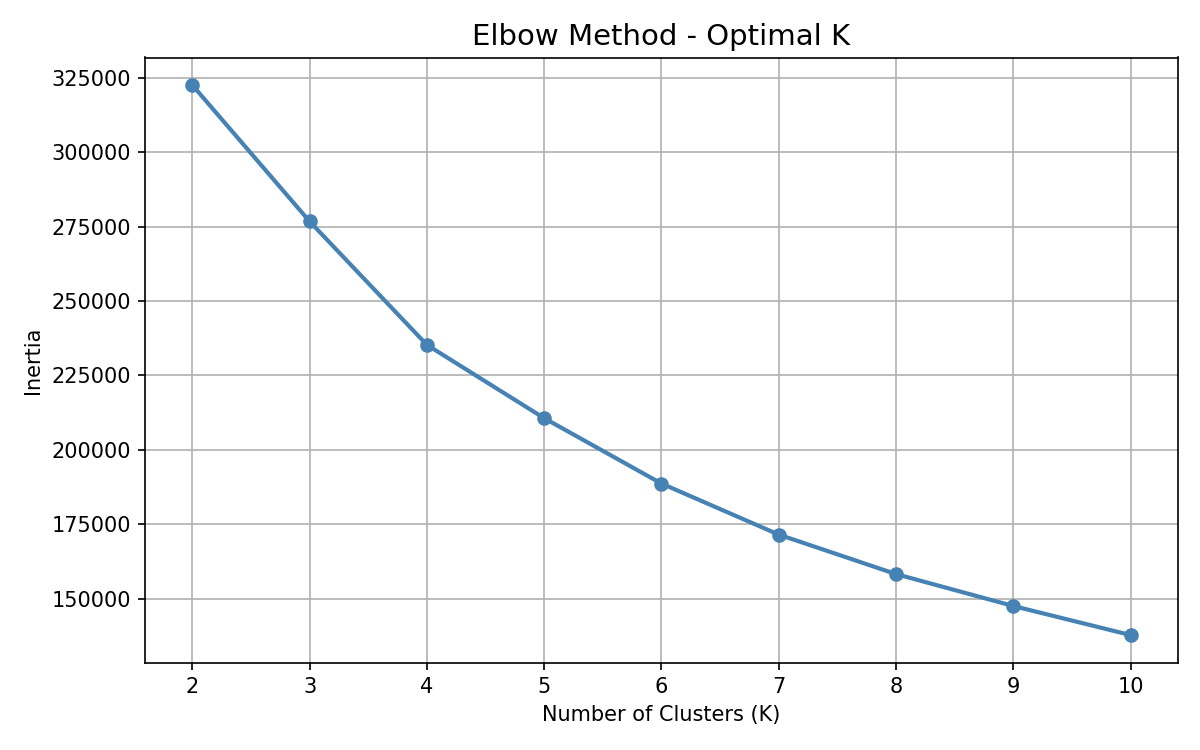 Elbow Method - Optimal K
325000
300000
275000
250000
225000
200000
175000
150000
Inertia
2 3 4 5 6 7 8 9 10
Number of Clusters (K)